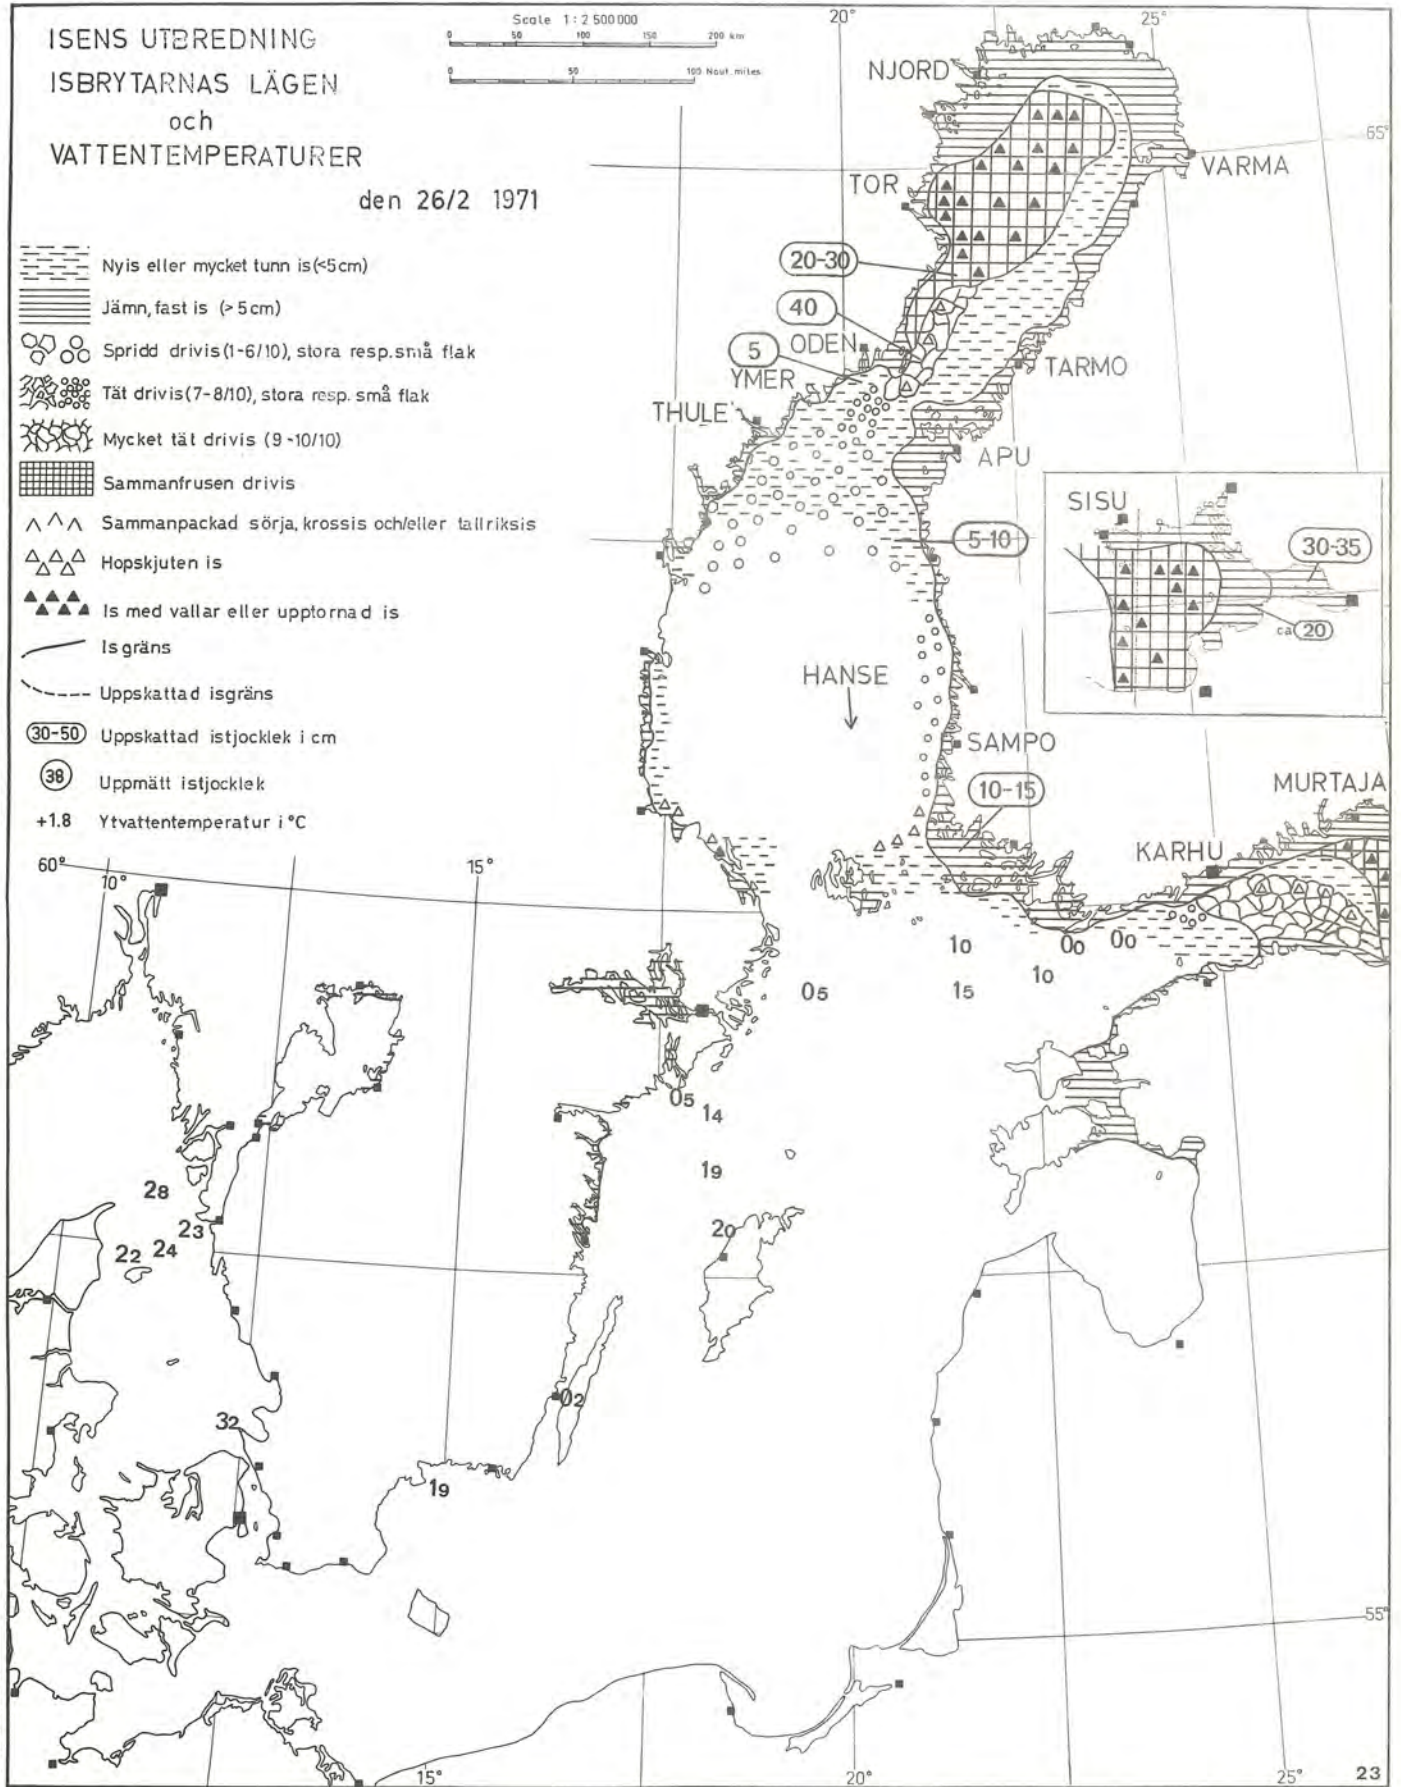 ISENS UTBREDNING
ISBRYTARNAS LÄGEN
och
VATTENTEMPERATURER
den 26/2 1971
Scale 1:2 500 000
0 50 100 150 200 km
0 50 100 Naut. miles
Nyis eller mycket tunn is (<5cm)
Jämn, fast is (> 5cm)
Spridd drivis (1-6/10), stora resp. små flak
Tät drivis (7-8/10), stora resp. små flak
Mycket tät drivis (9-10/10)
Sammanfrusen drivis
Sammanpackad sörja, krossis och/eller tallriksis
Hopskjuten is
Is med vallar eller upptornad is
Isgräns
Uppskattad isgräns
30-50 Uppskattad istjocklek i cm
38 Uppmätt istjocklek
+1.8 Ytvattentemperatur i °C
20° 25°
NJORD
65°
VARMA
TOR
20-30
40
ODEN
5
YMER
TARMO
THULE
APU
SISU
5-10
30-35
ca 20
HANSE
SAMPO
10-15
MURTAJA
KARHU
60° 10° 15°
10 00 00
10
05 15
05
14
19
28
23 20
22 24
02
32
19
55°
15° 20° 25° 23